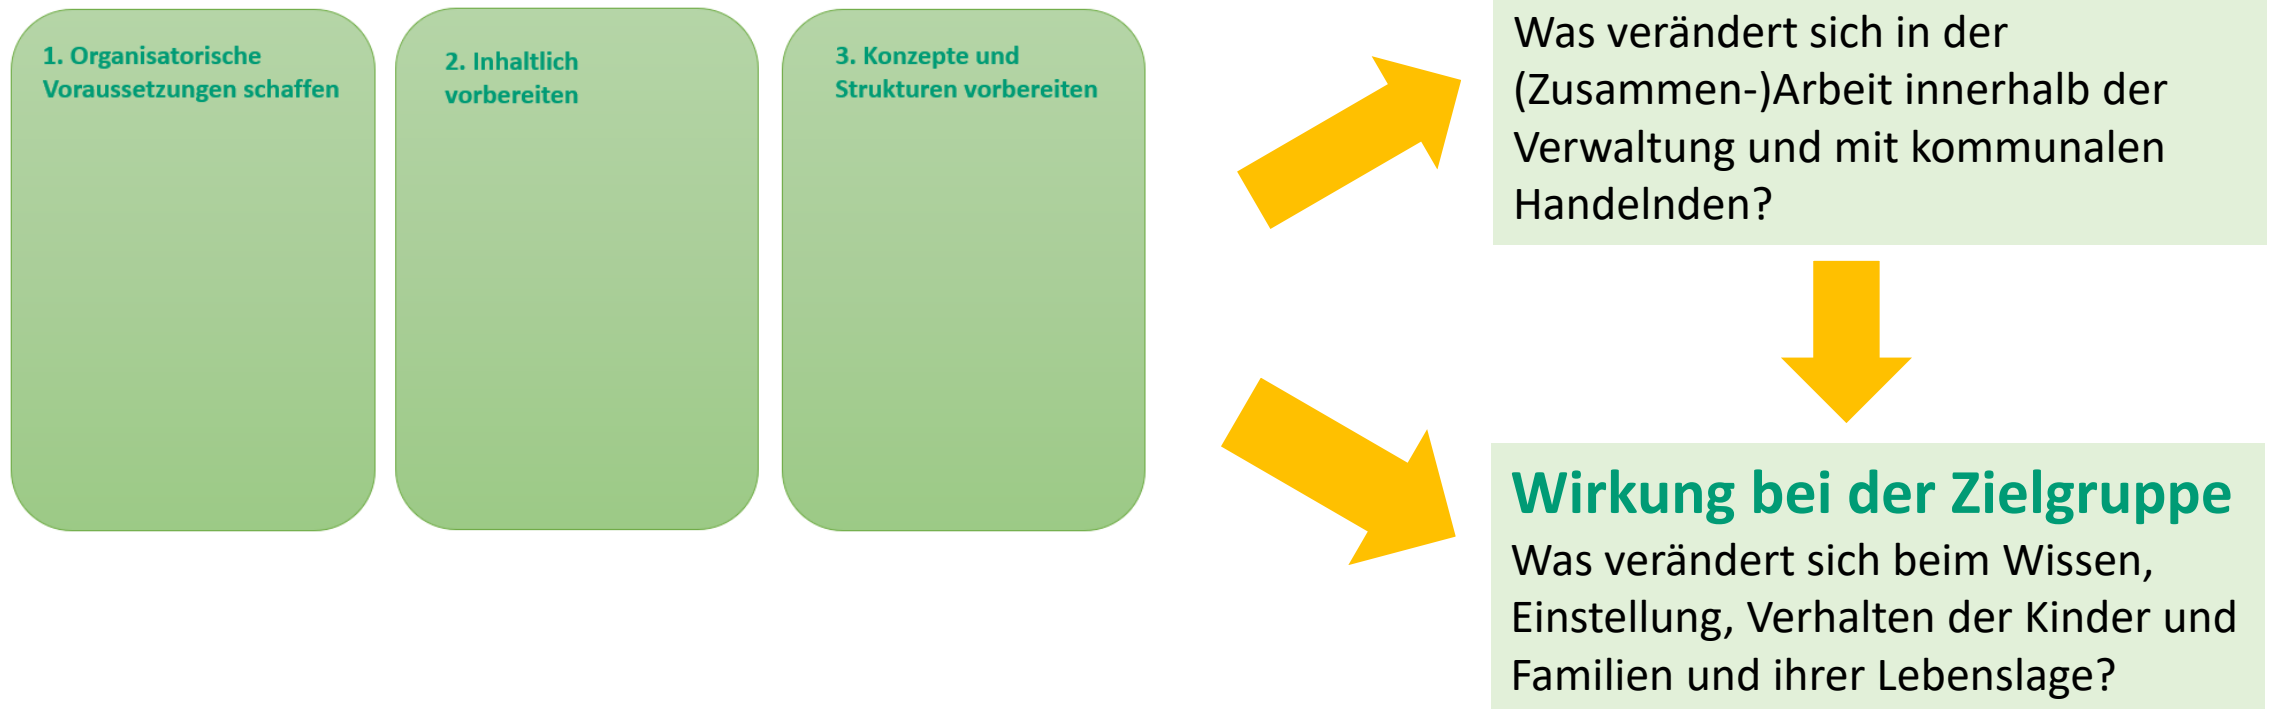 1. Organisatorische
Voraussetzungen schaffen
2. Inhaltlich
vorbereiten
3. Konzepte und
Strukturen vorbereiten
Was verändert sich in der
(Zusammen-)Arbeit innerhalb der
Verwaltung und mit kommunalen
Handelnden?
Wirkung bei der Zielgruppe
Was verändert sich beim Wissen,
Einstellung, Verhalten der Kinder und
Familien und ihrer Lebenslage?